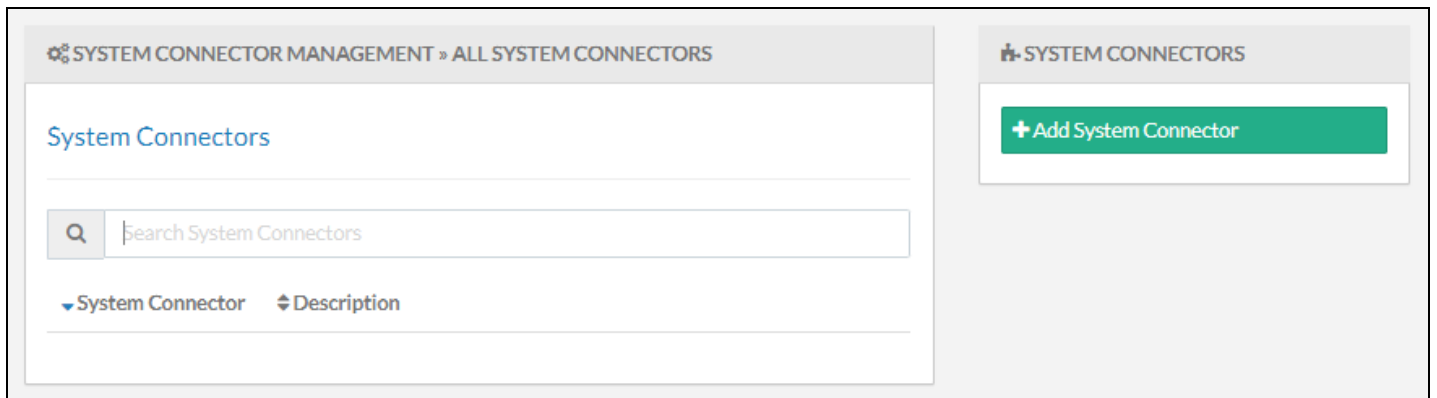 SYSTEM CONNECTOR MANAGEMENT » ALL SYSTEM CONNECTORS
System Connectors
Search System Connectors
System Connector Description
SYSTEM CONNECTORS
Add System Connector